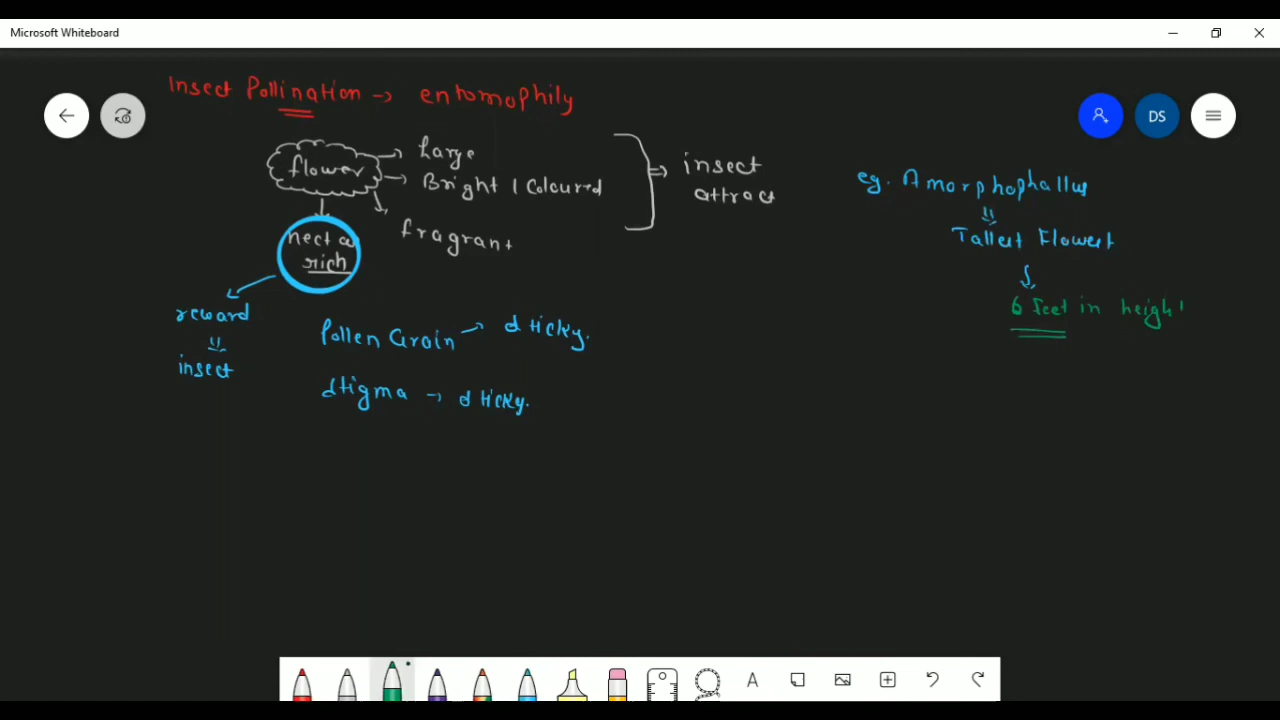 Microsoft Whiteboard
Insect Pollination → entomophily
flower → Large
→ Bright / Coloured
fragrant
insect
attract
nectar
rich
reward
insect
Pollen Grain → sticky.
stigma → sticky.
eg. Amorphophallus
Tallest Flowest
6 feet in height
DS
A